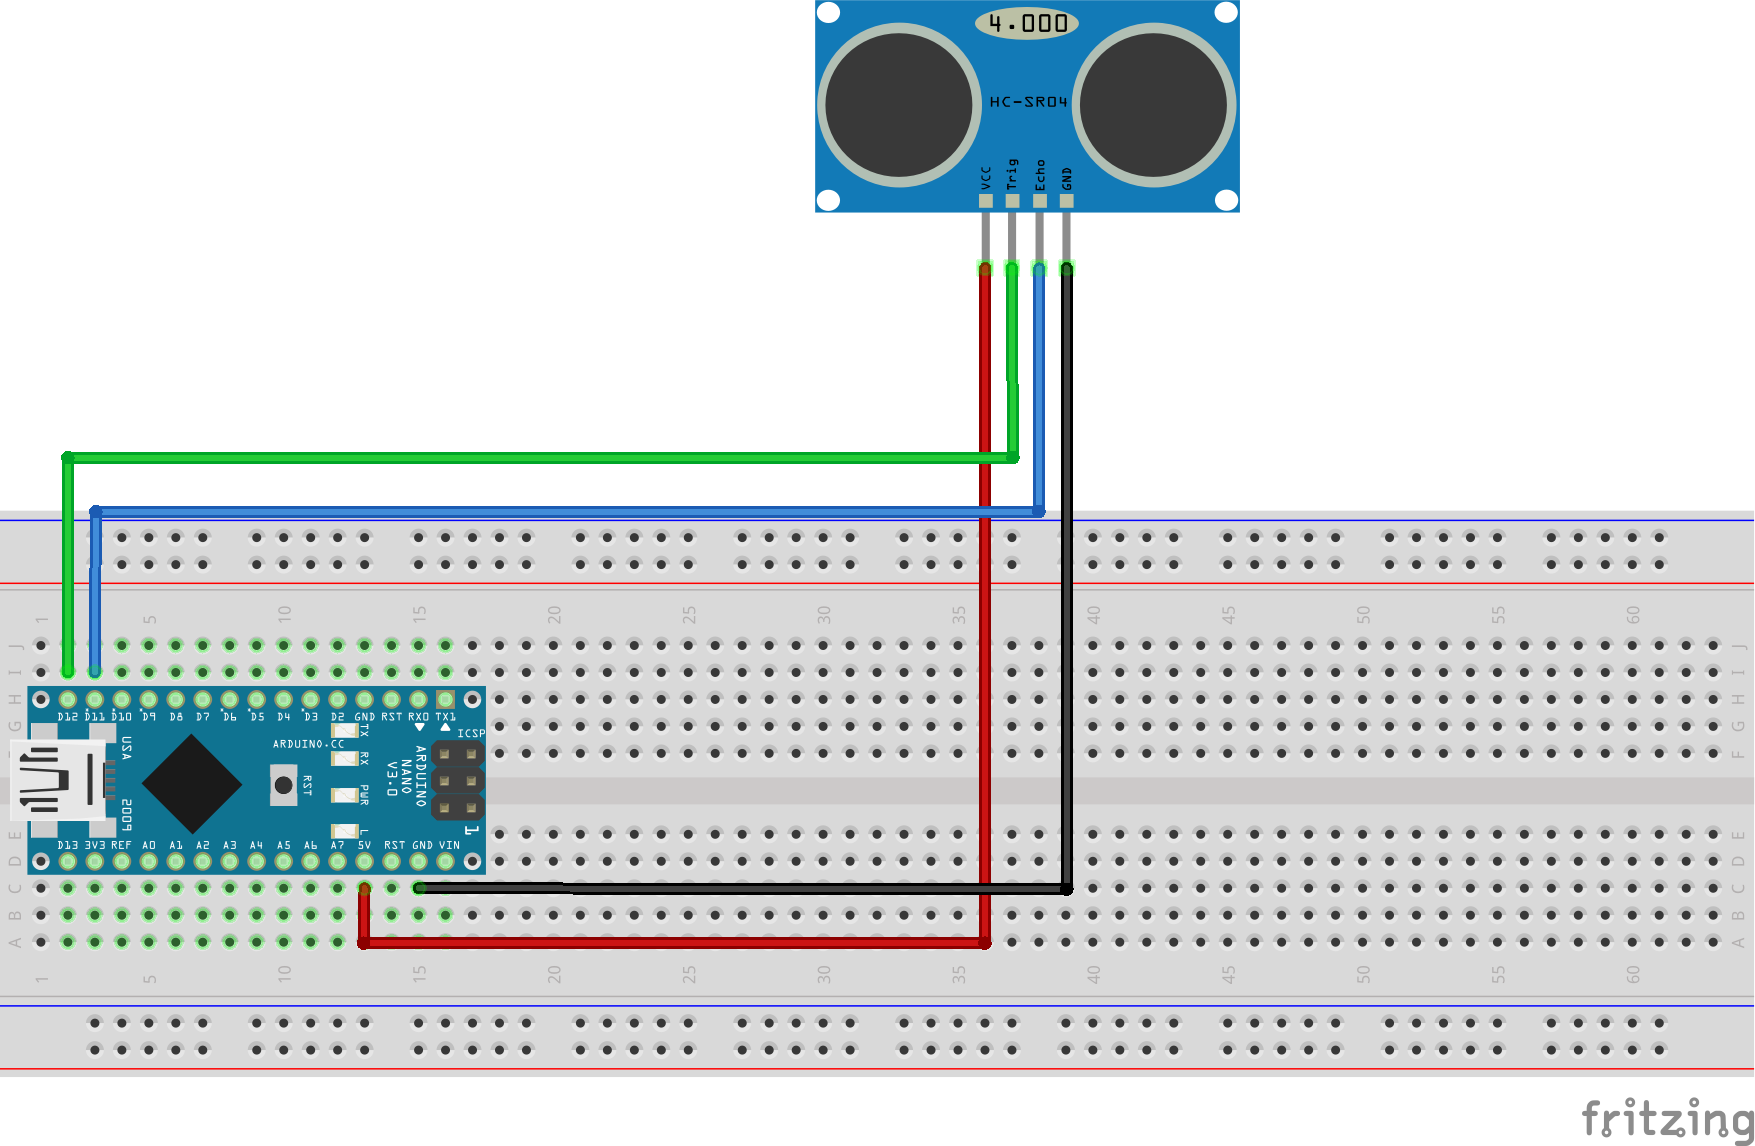 4.000
HC-SR04
VCC Trig Echo GND
1 5 10 15 20 25 30 35 40 45 50 55 60
J J
I I
H H
G G
F F
D12 D11 D10 D9 D8 D7 D6 D5 D4 D3 D2 GND RST RX0 TX1
ICSP
TX
RX
PWR
L
ARDUINO.CC
RST
ARDUINO
NANO
V3.0
USA
2009
1
D13 3V3 REF A0 A1 A2 A3 A4 A5 A6 A7 5V RST GND VIN
E E
D D
C C
B B
A A
1 5 10 15 20 25 30 35 40 45 50 55 60
fritzing